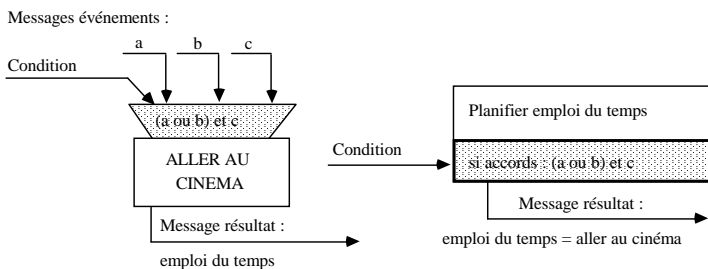 Messages événements :
a
b
c
Condition
(a ou b) et c
ALLER AU
CINEMA
Message résultat :
emploi du temps
Planifier emploi du temps
Condition
si accords : (a ou b) et c
Message résultat :
emploi du temps = aller au cinéma